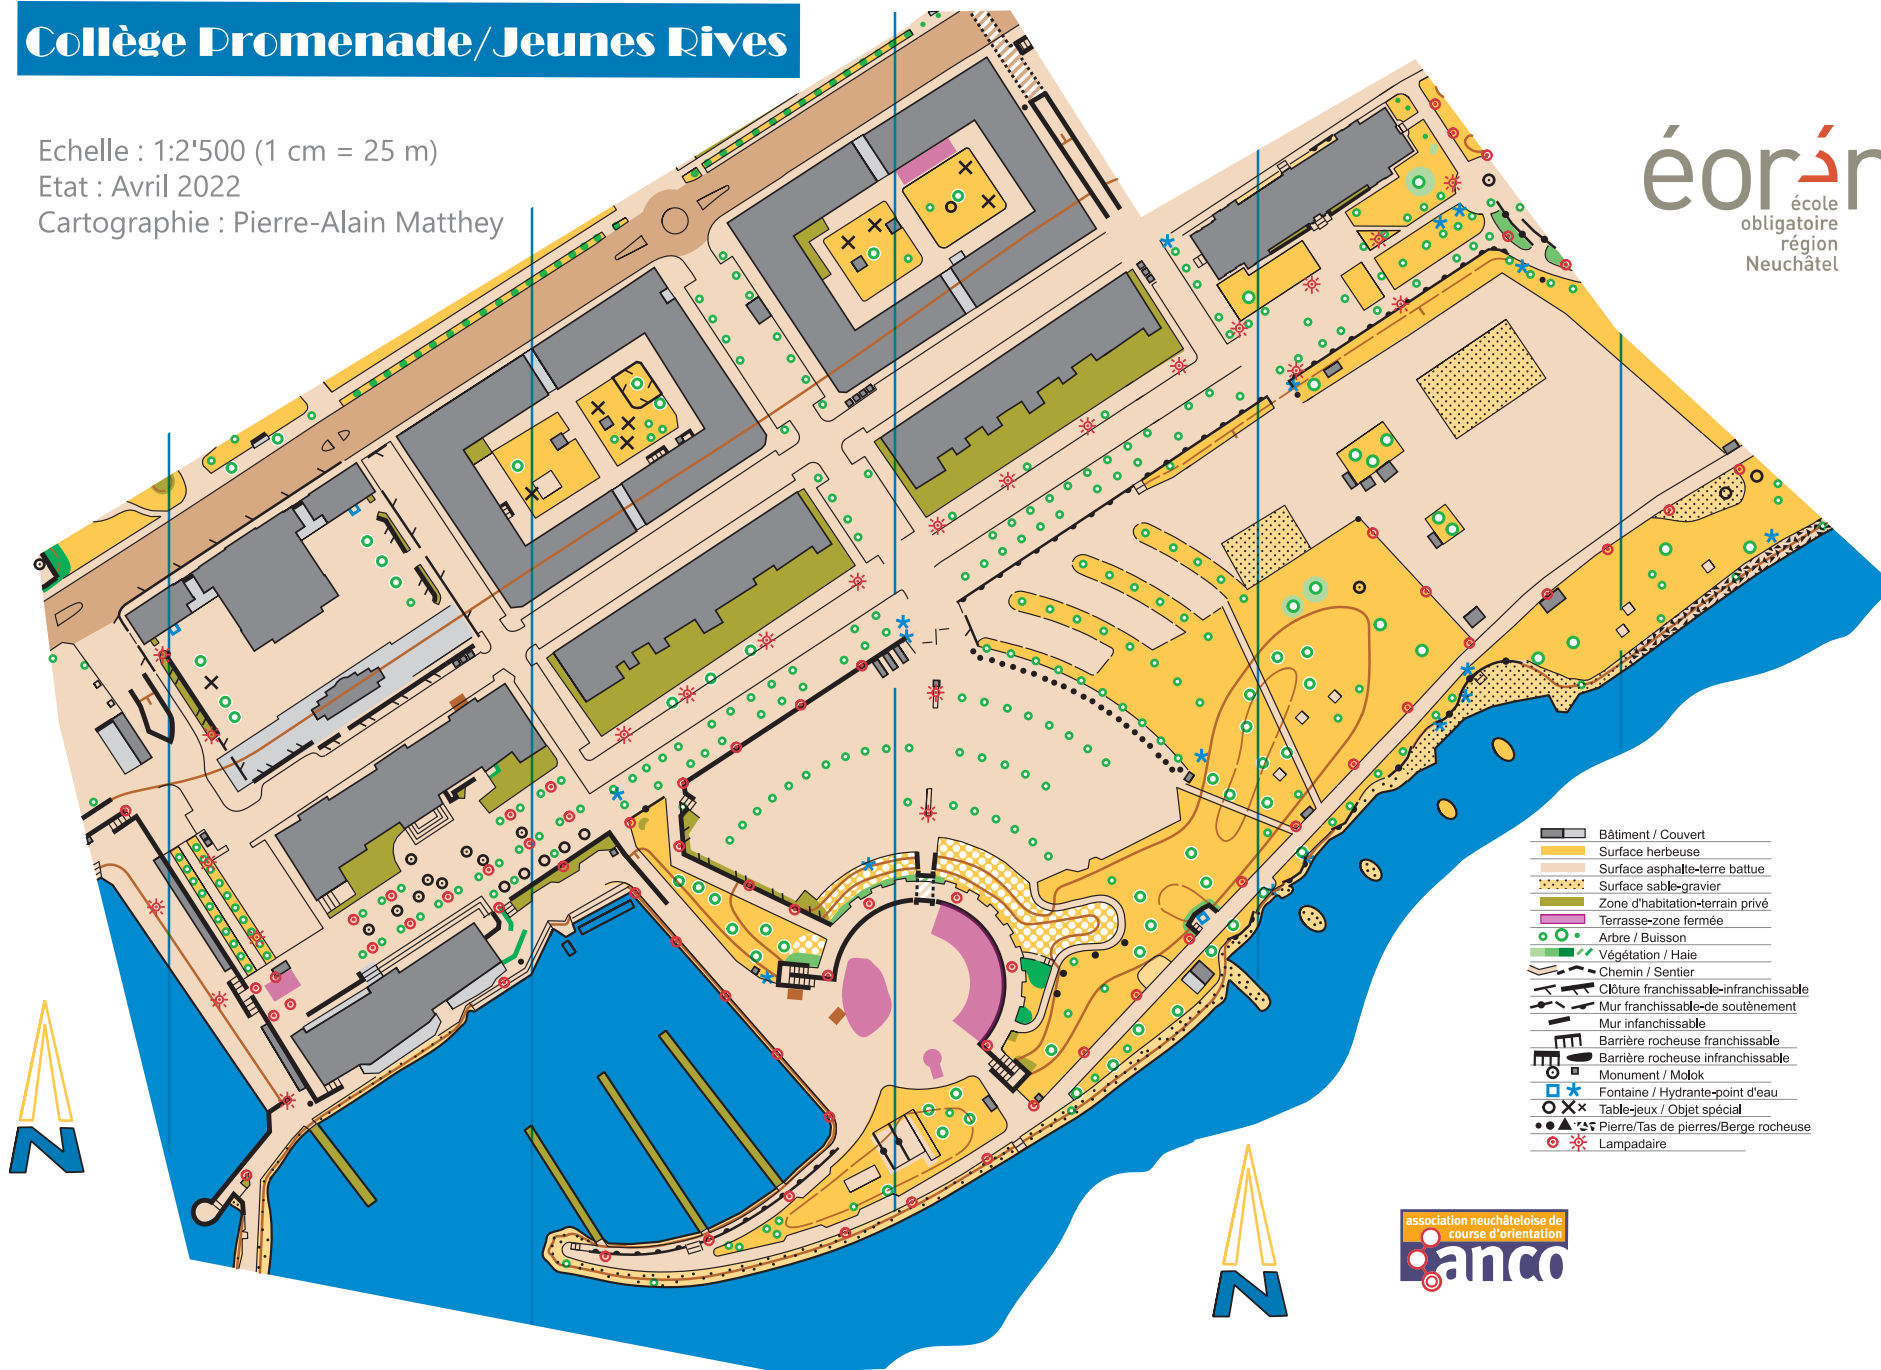 Collège Promenade/Jeunes Rives
Echelle : 1:2'500 (1 cm = 25 m)
Etat : Avril 2022
Cartographie : Pierre-Alain Matthey
éorén
école
obligatoire
région
Neuchâtel
Bâtiment / Couvert
Surface herbeuse
Surface asphalte-terre battue
Surface sable-gravier
Zone d'habitation-terrain privé
Terrasse-zone fermée
Arbre / Buisson
Végétation / Haie
Chemin / Sentier
Clôture franchissable-infranchissable
Mur franchissable-de soutènement
Mur infanchissable
Barrière rocheuse franchissable
Barrière rocheuse infranchissable
Monument / Molok
Fontaine / Hydrante-point d'eau
Table-jeux / Objet spécial
Pierre/Tas de pierres/Berge rocheuse
Lampadaire
N
N
association neuchâteloise de
course d'orientation
anco